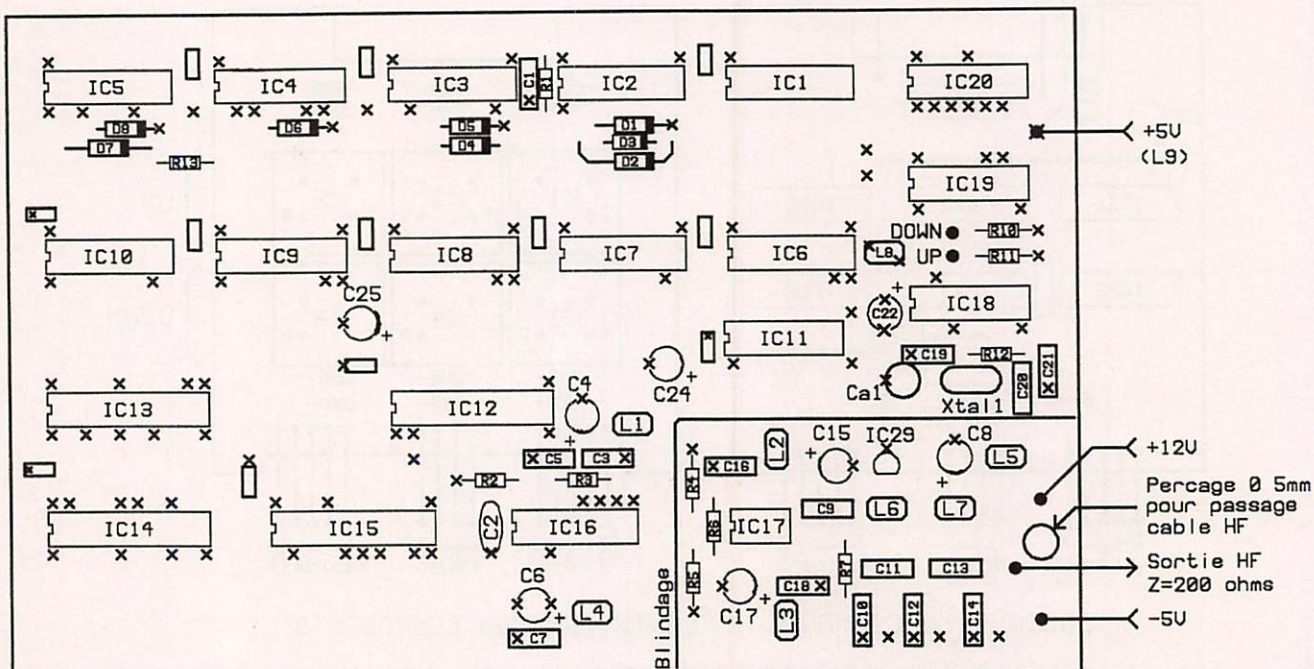 IC5 IC4 IC3 C1 R1 IC2 IC1 IC20
D8 D6 D5 D1 +5V
D7 D4 D3 (L9)
R13 D2
IC19
DOWN R10
IC10 IC9 IC8 IC7 IC6 L8 UP R11
C25 C22 IC18
IC11
C19 R12
C24 Cal Xtal1 C20 C21
IC13 IC12 C4 L1
C5 C3 C16 L2 C15 IC29 C8 L5 +12V
R2 R3 R4
Percage Ø 5mm
pour passage
cable HF
IC14 IC15 C2 IC16 R6 IC17 C9 L6 L7
R5 R7 C11 C13 Sortie HF
Z=200 ohms
C6 L4 C17 C18 L3 C10 C12 C14 -5V
C7
Blindage